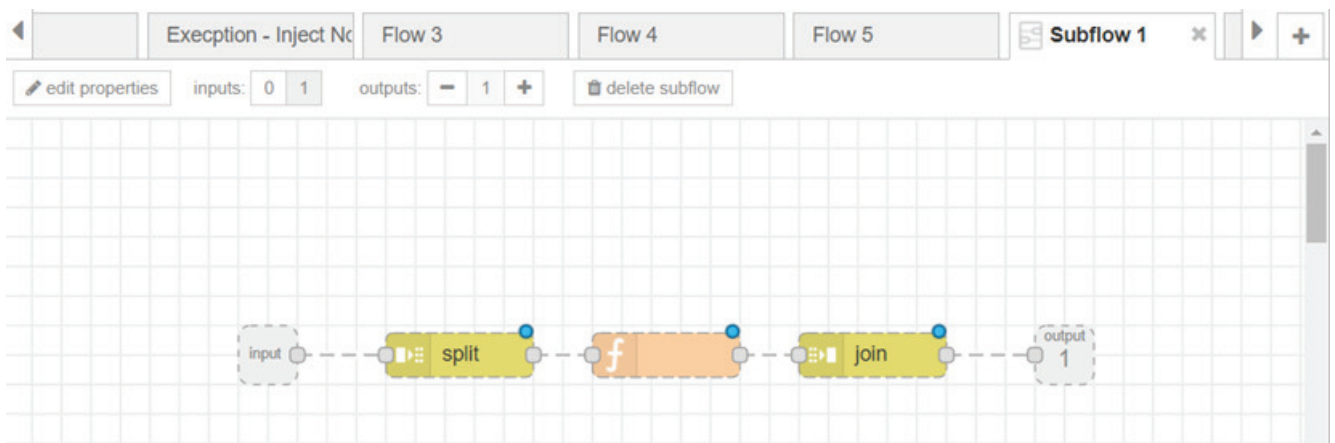 Execption - Inject No
Flow 3
Flow 4
Flow 5
Subflow 1
edit properties
inputs: 0 1
outputs: 1
delete subflow
input
split
f
join
output
1